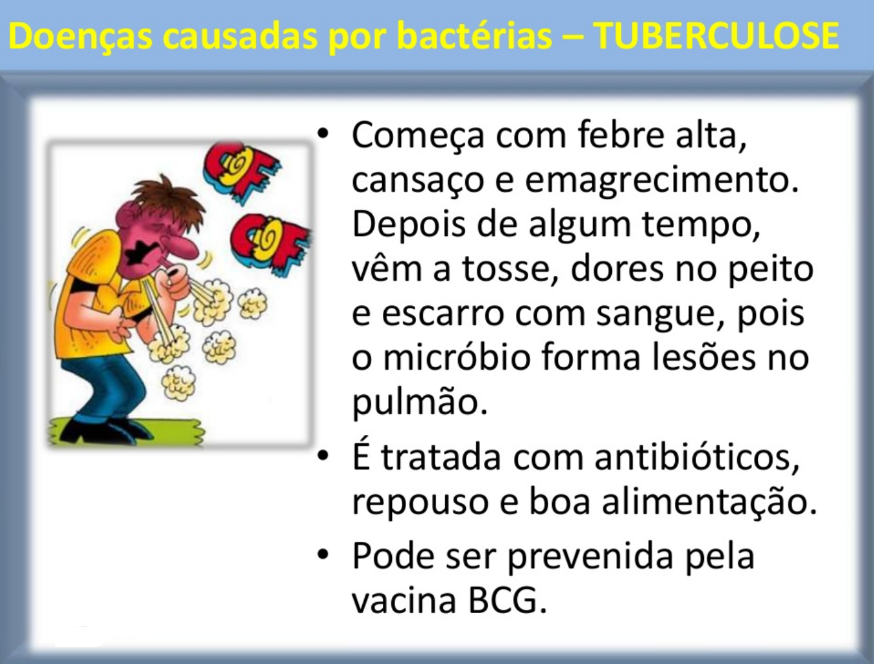 Doenças causadas por bactérias – TUBERCULOSE
COF
COF
• Começa com febre alta,
cansaço e emagrecimento.
Depois de algum tempo,
vêm a tosse, dores no peito
e escarro com sangue, pois
o micróbio forma lesões no
pulmão.
• É tratada com antibióticos,
repouso e boa alimentação.
• Pode ser prevenida pela
vacina BCG.